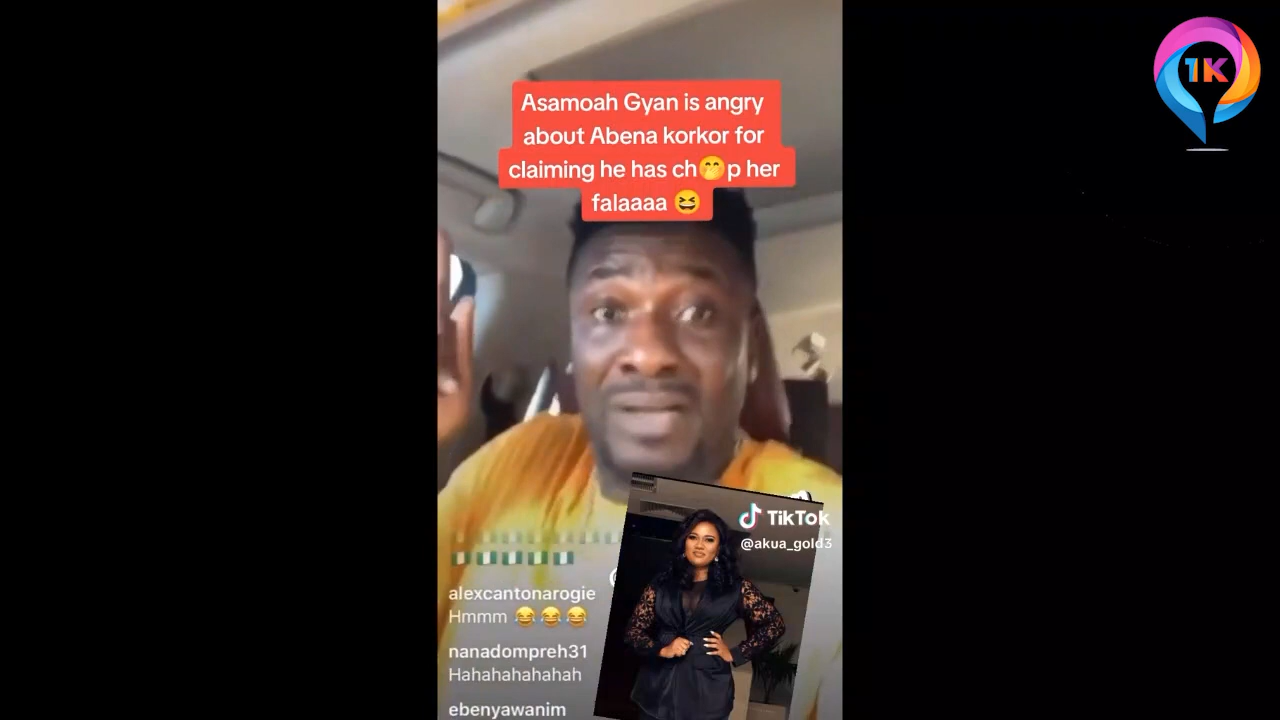 1K
Asamoah Gyan is angry
about Abena korkor for
claiming he has ch🤭p her
falaaaa 😆
TikTok
@akua_gold3
alexcantonarogie
Hmmm 😂😂😂
nanadompreh31
Hahahahahahah
ebenyawanim